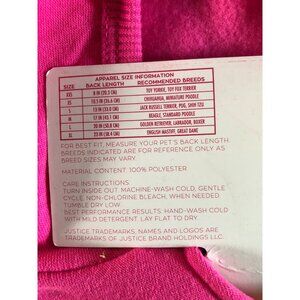 APPAREL SIZE INFORMATION
SIZE BACK LENGTH RECOMMENDED BREEDS
XXS 8 IN (20.3 CM) TOY YORKIE, TOY FOX TERRIER
XS 10.5 IN (26.6 CM) CHIHUAHUA, MINIATURE POODLE
S 13 IN (33.0 CM) JACK RUSSELL TERRIER, PUG, SHIH TZU
M 17 IN (43.1 CM) BEAGLE, STANDARD POODLE
L 20 IN (50.8 CM) GOLDEN RETRIEVER, LABRADOR, BOXER
XL 23 IN (58.4 CM) ENGLISH MASTIFF, GREAT DANE
FOR BEST FIT, MEASURE YOUR PET'S BACK LENGTH.
BREEDS INDICATED ARE FOR REFERENCE ONLY AS
BREED SIZES MAY VARY.
MATERIAL CONTENT: 100% POLYESTER
CARE INSTRUCTIONS
TURN INSIDE OUT. MACHINE-WASH COLD, GENTLE
CYCLE. NON-CHLORINE BLEACH, WHEN NEEDED.
TUMBLE DRY LOW.
BEST PERFORMANCE RESULTS: HAND-WASH COLD
WITH MILD DETERGENT. LAY FLAT TO DRY.
JUSTICE TRADEMARKS, NAMES AND LOGOS ARE
TRADEMARKS OF JUSTICE BRAND HOLDINGS LLC.